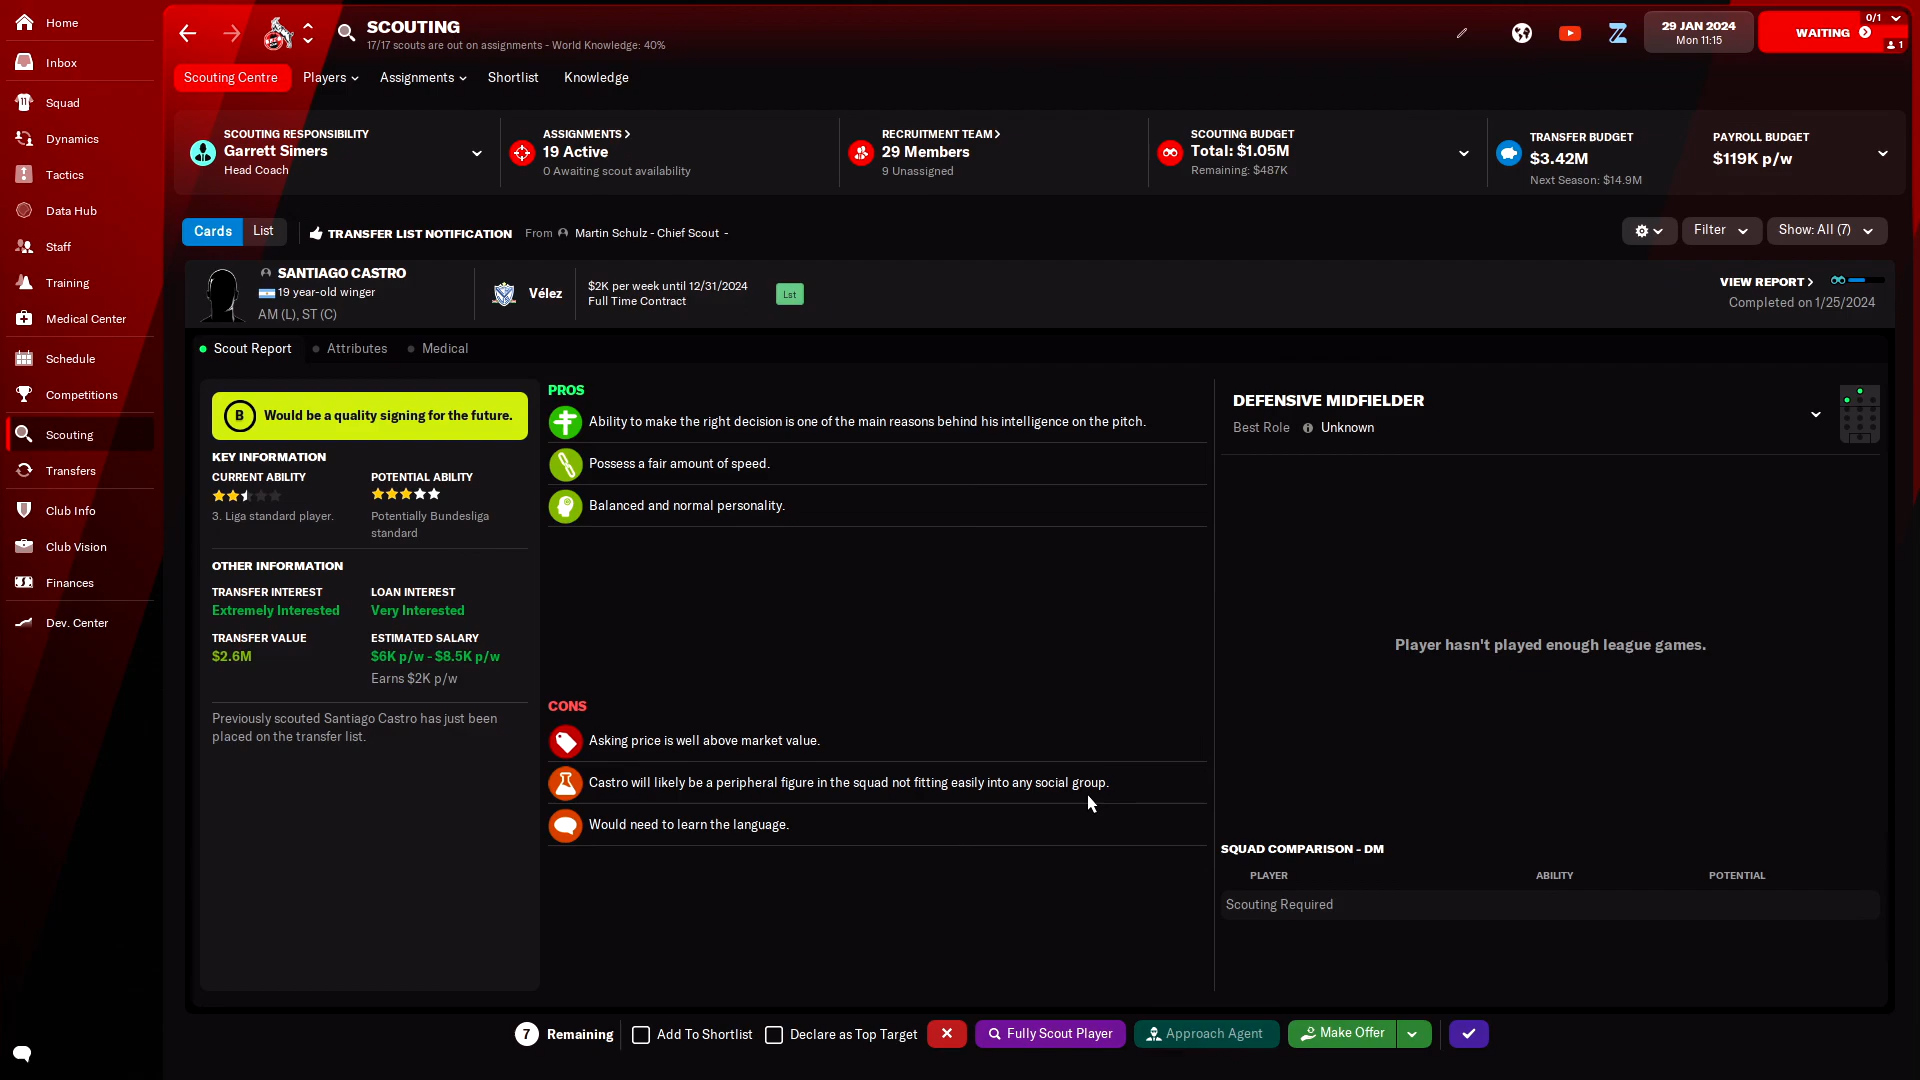 Home
Inbox
Squad
Dynamics
Tactics
Data Hub
Staff
Training
Medical Center
Schedule
Competitions
Scouting
Transfers
Club Info
Club Vision
Finances
Dev. Center
SCOUTING
17/17 scouts are out on assignments - World Knowledge: 40%
29 JAN 2024
Mon 11:15
WAITING
0/1
1
Scouting Centre
Players
Assignments
Shortlist
Knowledge
SCOUTING RESPONSIBILITY
Garrett Simers
Head Coach
ASSIGNMENTS
19 Active
0 Awaiting scout availability
RECRUITMENT TEAM
29 Members
9 Unassigned
SCOUTING BUDGET
Total: $1.05M
Remaining: $487K
TRANSFER BUDGET
$3.42M
Next Season: $14.9M
PAYROLL BUDGET
$119K p/w
Cards
List
TRANSFER LIST NOTIFICATION
From Martin Schulz - Chief Scout -
Filter
Show: All (7)
SANTIAGO CASTRO
19 year-old winger
AM (L), ST (C)
Vélez
$2K per week until 12/31/2024
Full Time Contract
Lst
VIEW REPORT
Completed on 1/25/2024
Scout Report
Attributes
Medical
B
Would be a quality signing for the future.
KEY INFORMATION
CURRENT ABILITY
3. Liga standard player.
POTENTIAL ABILITY
Potentially Bundesliga
standard
OTHER INFORMATION
TRANSFER INTEREST
Extremely Interested
LOAN INTEREST
Very Interested
TRANSFER VALUE
$2.6M
ESTIMATED SALARY
$6K p/w - $8.5K p/w
Earns $2K p/w
Previously scouted Santiago Castro has just been
placed on the transfer list.
PROS
Ability to make the right decision is one of the main reasons behind his intelligence on the pitch.
Possess a fair amount of speed.
Balanced and normal personality.
CONS
Asking price is well above market value.
Castro will likely be a peripheral figure in the squad not fitting easily into any social group.
Would need to learn the language.
DEFENSIVE MIDFIELDER
Best Role Unknown
Player hasn't played enough league games.
SQUAD COMPARISON - DM
PLAYER
ABILITY
POTENTIAL
Scouting Required
7 Remaining
Add To Shortlist
Declare as Top Target
Fully Scout Player
Approach Agent
Make Offer